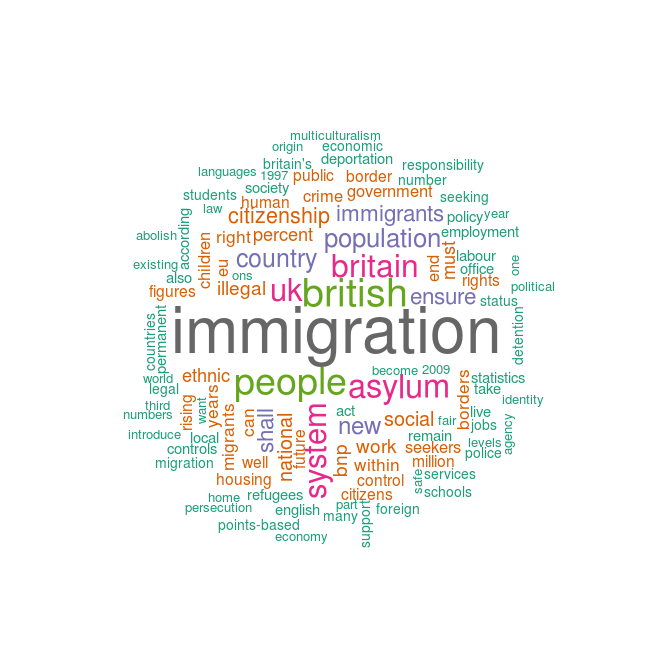 multiculturalism
origin
economic
britain's
deportation
responsibility
languages
1997
public
border
number
students
society
government
seeking
law
human
crime
citizenship
immigrants
policy
year
abolish
according
right
percent
population
employment
existing
children
country
britain
end
must
labour
also
eu
ons
office
one
figures
illegal
uk
british
ensure
rights
political
status
countries
permanent
immigration
detention
world
ethnic
people
become
2009
asylum
borders
statistics
legal
take
identity
third
numbers
rising
want
years
migrants
can
shall
national
future
system
act
new
social
fair
live
jobs
introduce
local
controls
remain
levels
agency
migration
well
bnp
work
seekers
police
within
million
housing
control
safe
services
home
refugees
citizens
schools
persecution
english
part
many
support
foreign
points-based
economy